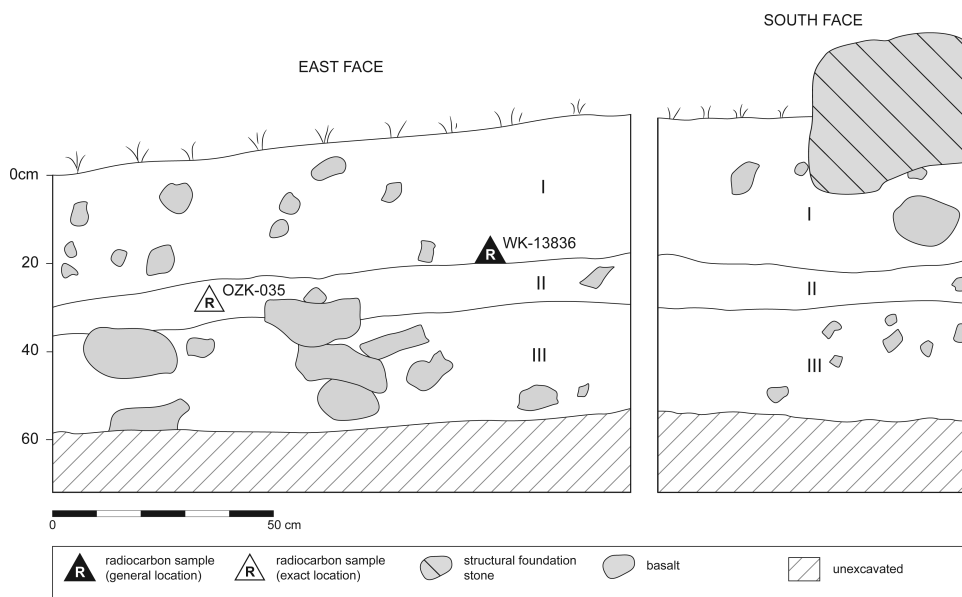 SOUTH FACE
EAST FACE
0cm
I
R WK-13836
I
20
II
OZK-035
R
II
40
III
III
60
0 50 cm
R radiocarbon sample
(general location)
R radiocarbon sample
(exact location)
structural foundation
stone
basalt
unexcavated